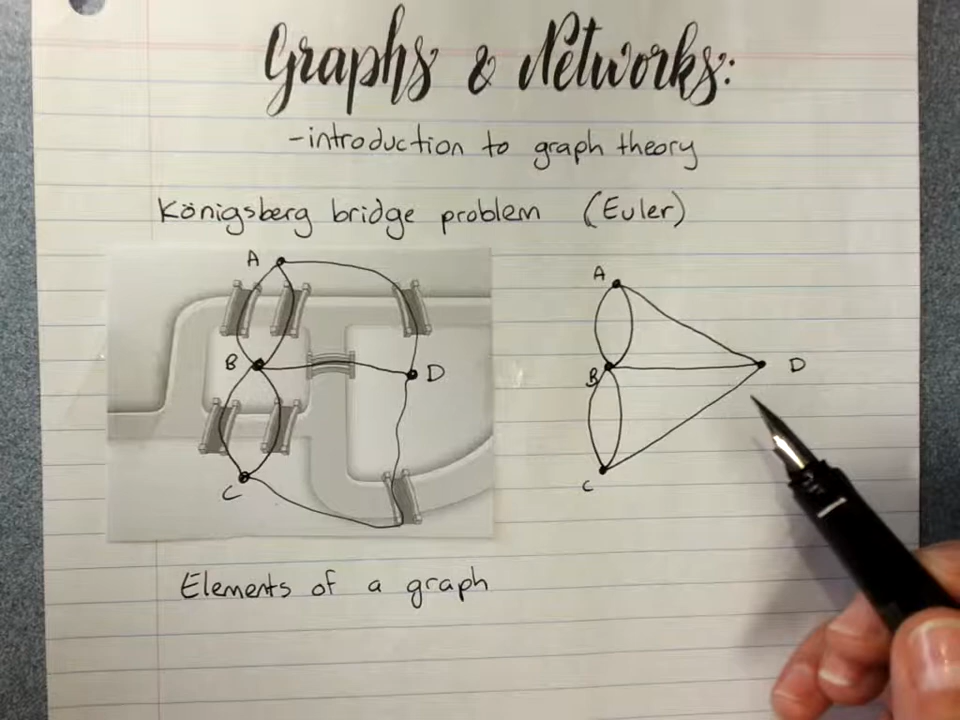 Graphs & Networks:
-introduction to graph theory
Königsberg bridge problem (Euler)
A
B
D
C
A
B
D
C
Elements of a graph